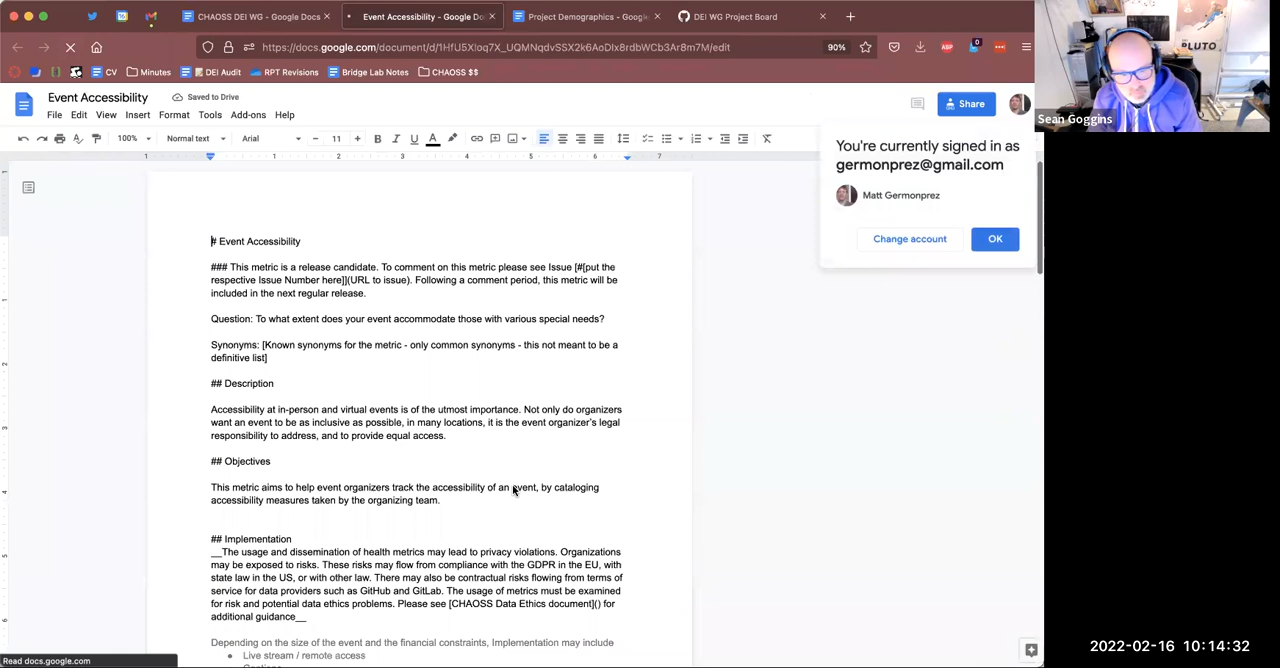 CHAOSS DEI WG - Google Docs
Event Accessibility - Google Do
Project Demographics - Google
DEI WG Project Board
https://docs.google.com/document/d/1HfU5Xloq7X_UQMNqdvSSX2k6AoDlx8rdbWCb3Ar8m7M/edit
90%
CV
Minutes
DEI Audit
RPT Revisions
Bridge Lab Notes
CHAOSS $$
PLUTO
Sean Goggins
Event Accessibility
Saved to Drive
File Edit View Insert Format Tools Add-ons Help
Share
100% Normal text Arial 11
You're currently signed in as
germonprez@gmail.com
Matt Germonprez
Change account
OK
# Event Accessibility
### This metric is a release candidate. To comment on this metric please see Issue [#[put the
respective Issue Number here]](URL to issue). Following a comment period, this metric will be
included in the next regular release.
Question: To what extent does your event accommodate those with various special needs?
Synonyms: [Known synonyms for the metric - only common synonyms - this not meant to be a
definitive list]
## Description
Accessibility at in-person and virtual events is of the utmost importance. Not only do organizers
want an event to be as inclusive as possible, in many locations, it is the event organizer's legal
responsibility to address, and to provide equal access.
## Objectives
This metric aims to help event organizers track the accessibility of an event, by cataloging
accessibility measures taken by the organizing team.
## Implementation
__The usage and dissemination of health metrics may lead to privacy violations. Organizations
may be exposed to risks. These risks may flow from compliance with the GDPR in the EU, with
state law in the US, or with other law. There may also be contractual risks flowing from terms of
service for data providers such as GitHub and GitLab. The usage of metrics must be examined
for risk and potential data ethics problems. Please see [CHAOSS Data Ethics document]() for
additional guidance__
Depending on the size of the event and the financial constraints, Implementation may include
Live stream / remote access
Read docs.google.com
2022-02-16 10:14:32